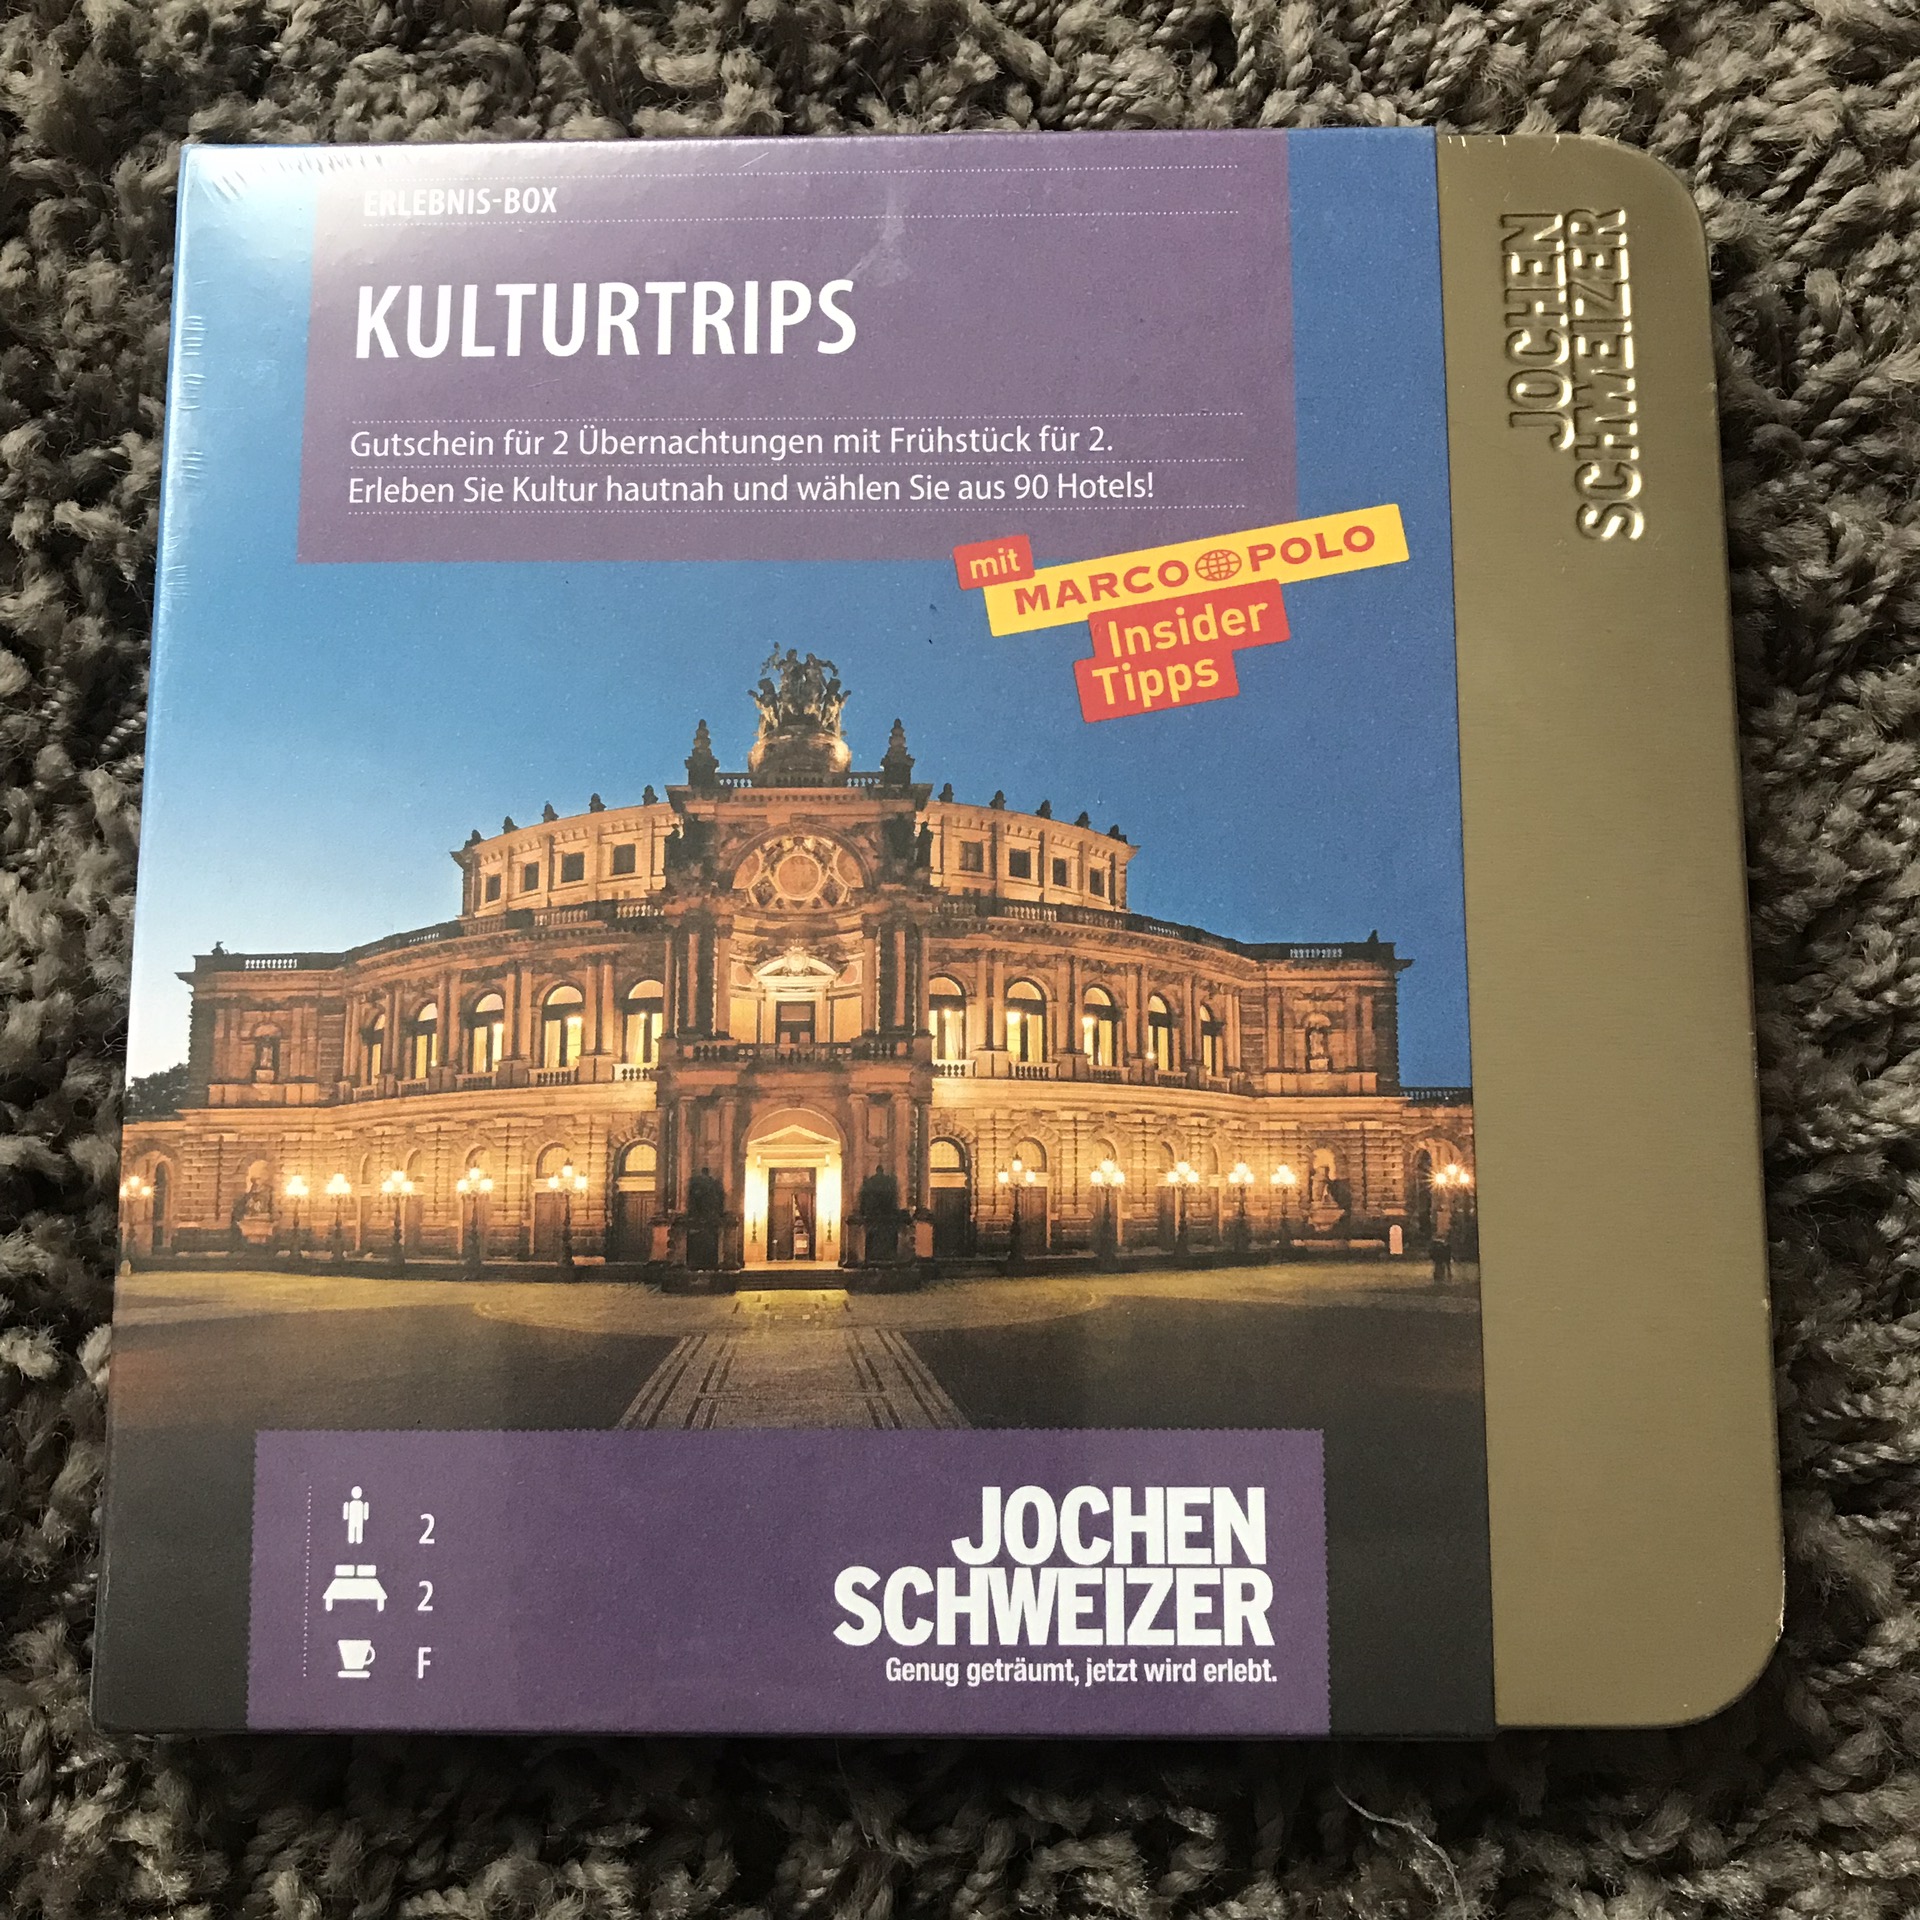 ERLEBNIS-BOX
KULTURTRIPS
Gutschein für 2 Übernachtungen mit Frühstück für 2.
Erleben Sie Kultur hautnah und wählen Sie aus 90 Hotels!
mit
MARCO POLO
Insider
Tipps
JOCHEN
SCHWEIZER
2
2
F
JOCHEN
SCHWEIZER
Genug geträumt, jetzt wird erlebt.